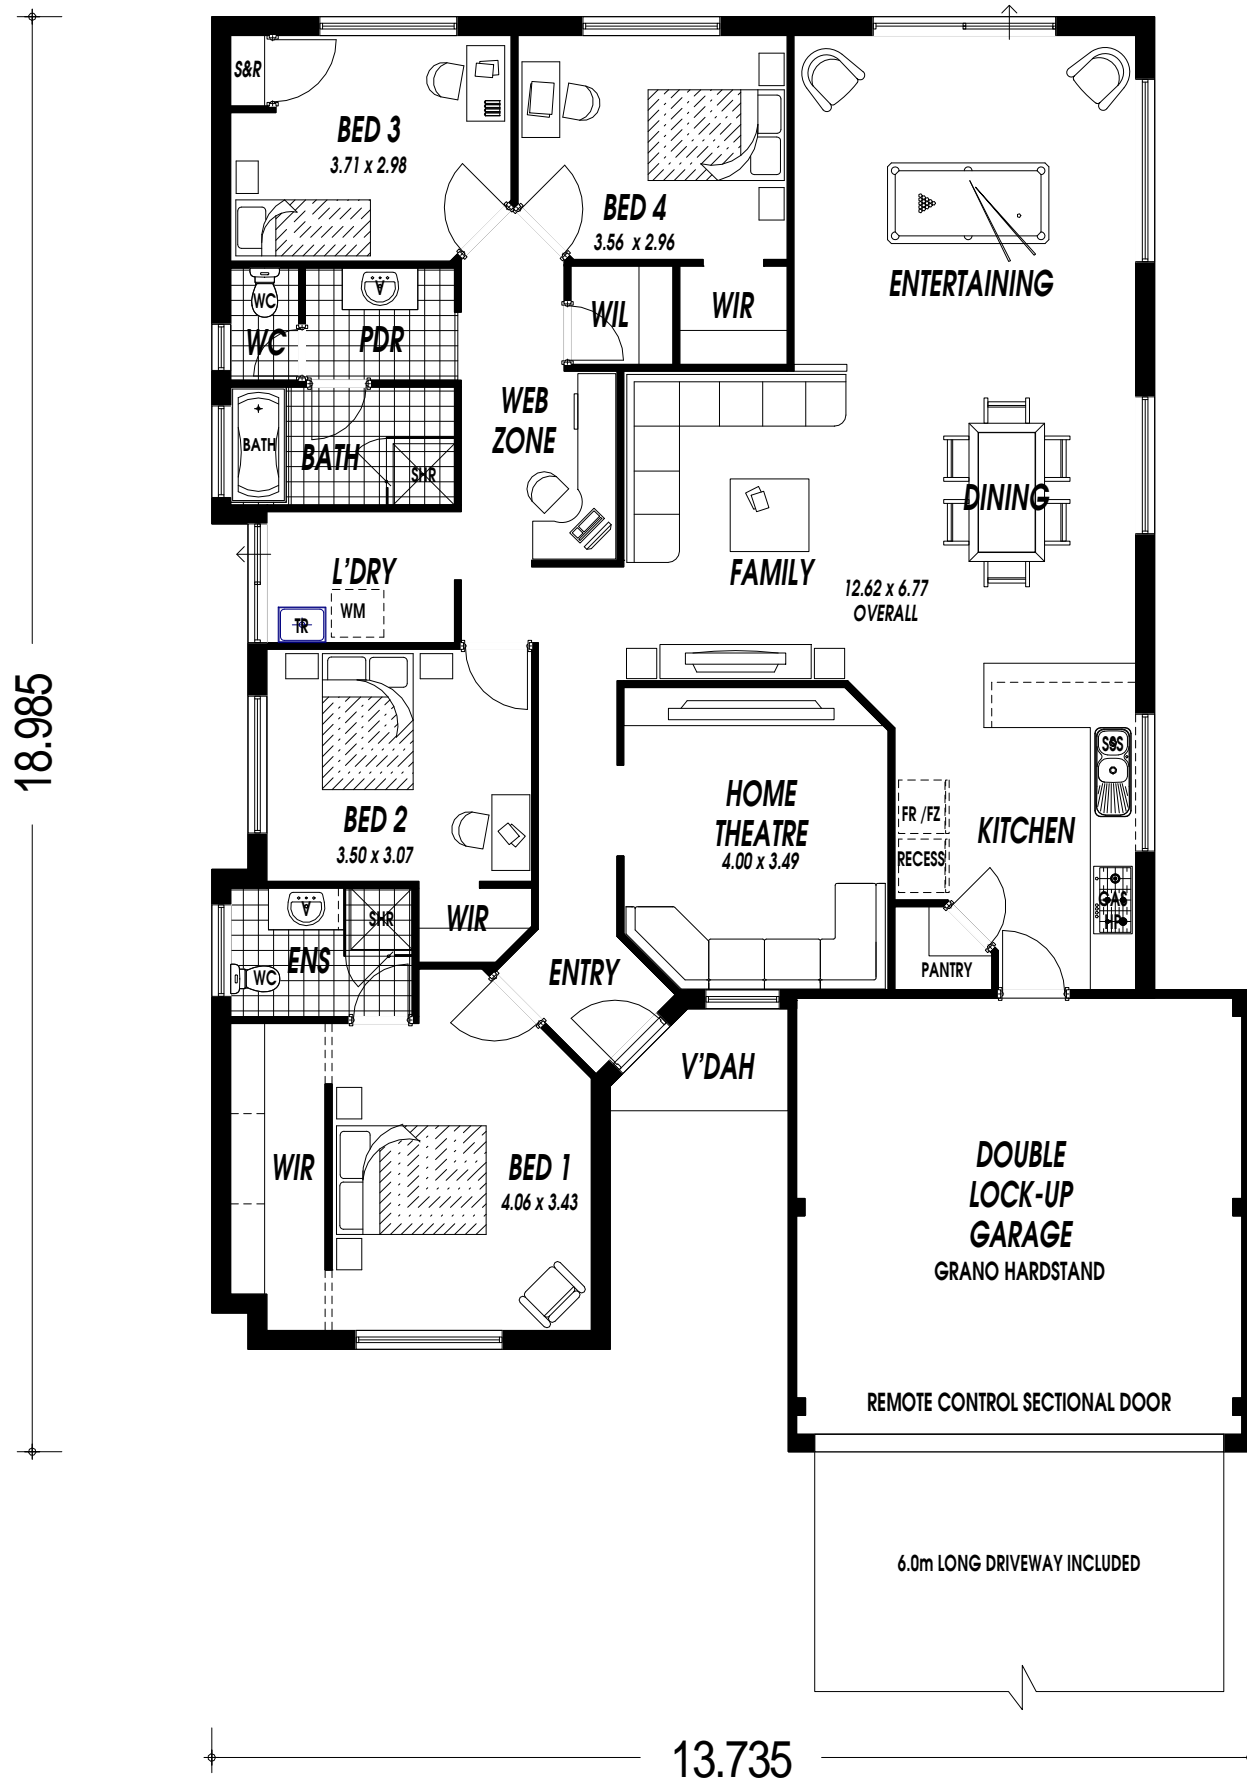 S&R
BED 3
3.71 x 2.98
BED 4
3.56 x 2.96
ENTERTAINING
WC
WC
PDR
WIL
WIR
WEB
ZONE
BATH
BATH
SHR
DINING
FAMILY
12.62 x 6.77
OVERALL
L'DRY
TR
WM
18.985
BED 2
3.50 x 3.07
HOME
THEATRE
4.00 x 3.49
FR /FZ
RECESS
KITCHEN
GAS
HP
SHR
WIR
ENS
WC
ENTRY
PANTRY
V'DAH
WIR
BED 1
4.06 x 3.43
DOUBLE
LOCK-UP
GARAGE
GRANO HARDSTAND
REMOTE CONTROL SECTIONAL DOOR
6.0m LONG DRIVEWAY INCLUDED
13.735